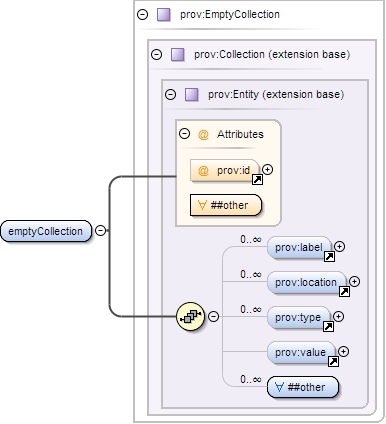 prov:EmptyCollection
prov:Collection (extension base)
prov:Entity (extension base)
@ Attributes
@ prov:id
∀ ##other
emptyCollection
0..∞ prov:label
0..∞ prov:location
0..∞ prov:type
prov:value
0..∞ ∀ ##other